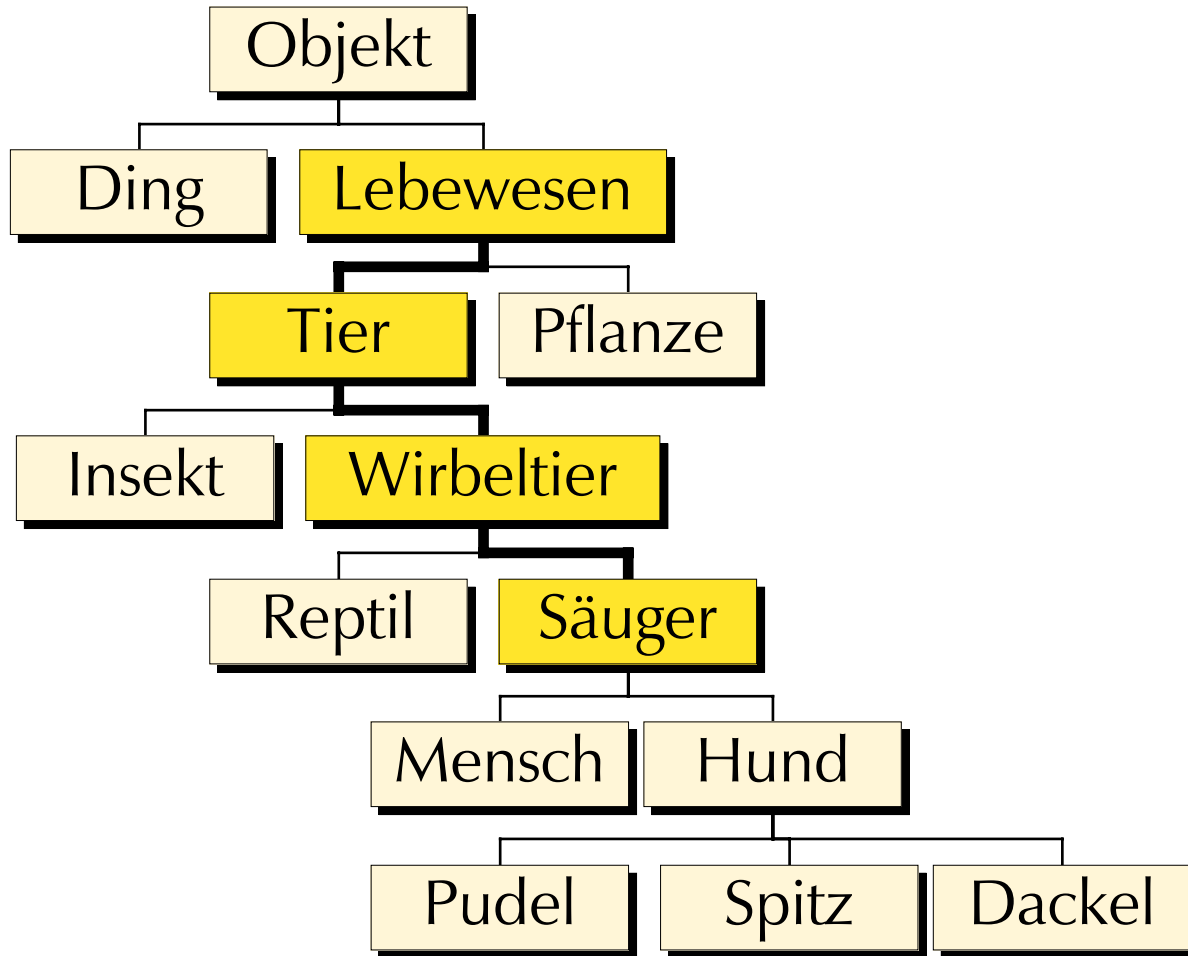 Objekt
Ding
Lebewesen
Tier
Pflanze
Insekt
Wirbeltier
Reptil
Säuger
Mensch
Hund
Pudel
Spitz
Dackel